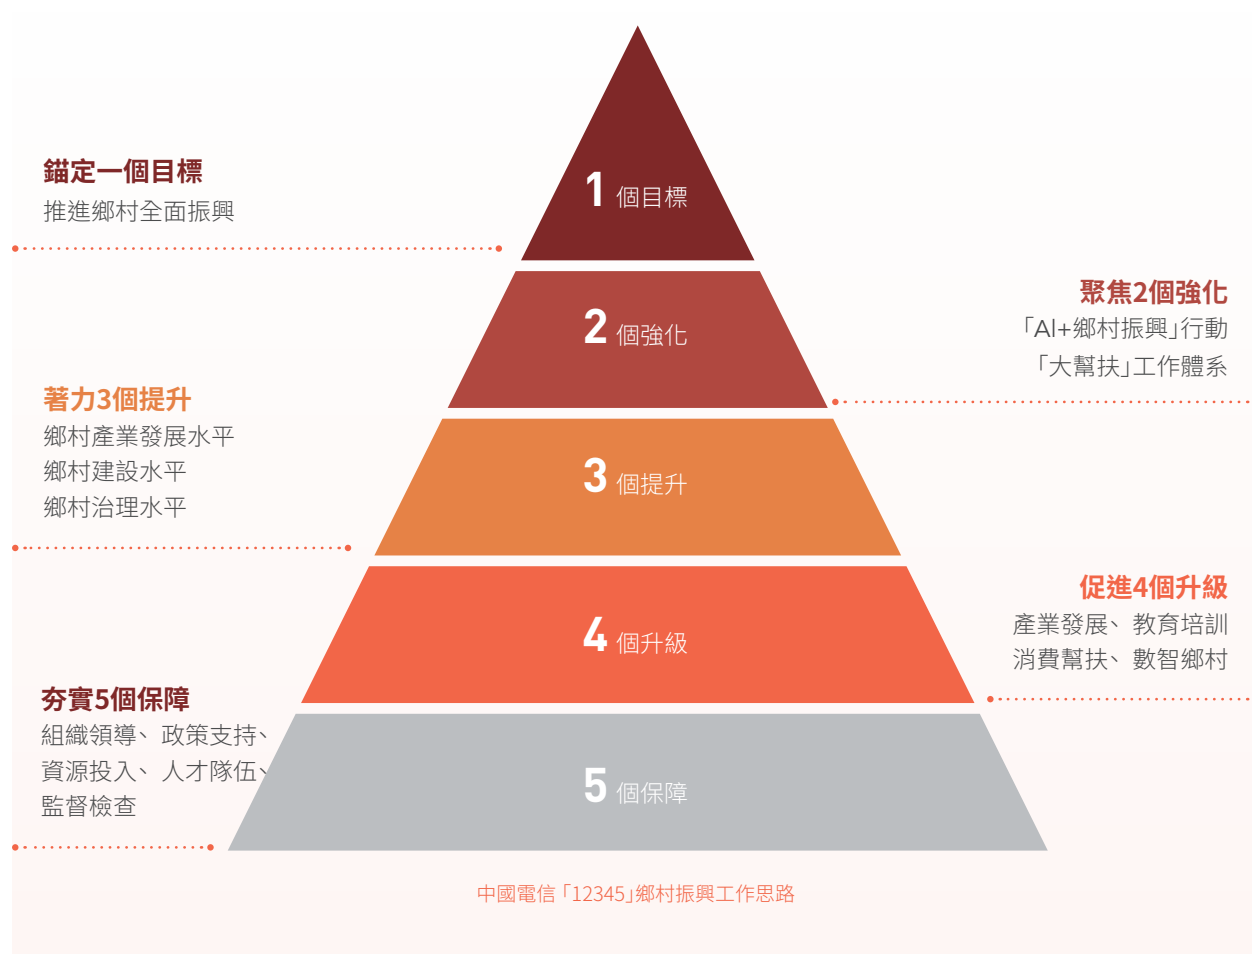 錨定一個目標
推進鄉村全面振興
1 個目標
2 個強化
聚焦2個強化
「AI+鄉村振興」行動
「大幫扶」工作體系
著力3個提升
鄉村產業發展水平
鄉村建設水平
鄉村治理水平
3 個提升
4 個升級
促進4個升級
產業發展、教育培訓
消費幫扶、數智鄉村
夯實5個保障
組織領導、政策支持、
資源投入、人才隊伍、
監督檢查
5 個保障
中國電信「12345」鄉村振興工作思路